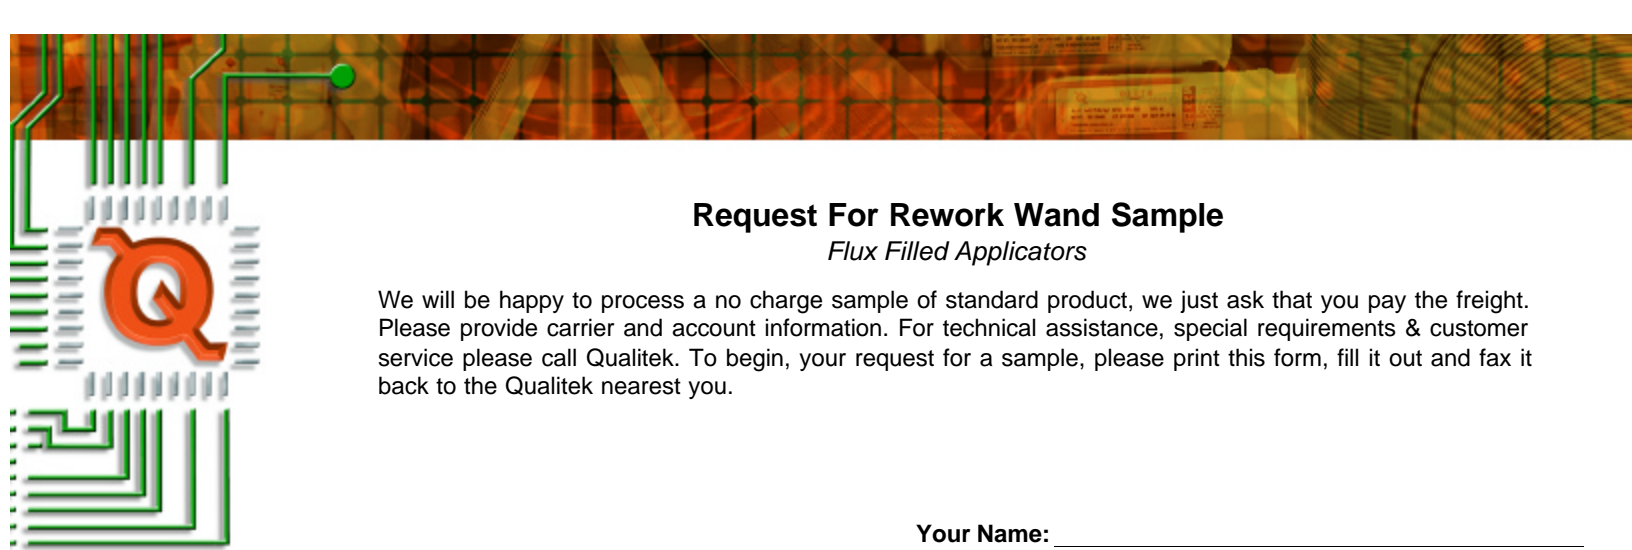 Request For Rework Wand Sample
Flux Filled Applicators
We will be happy to process a no charge sample of standard product, we just ask that you pay the freight.
Please provide carrier and account information. For technical assistance, special requirements & customer
service please call Qualitek. To begin, your request for a sample, please print this form, fill it out and fax it
back to the Qualitek nearest you.
Your Name: